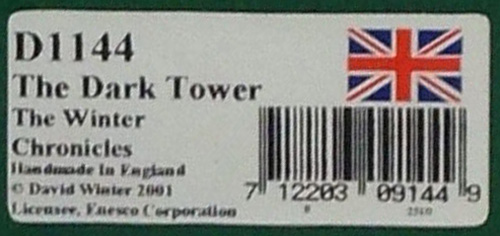 D1144
The Dark Tower
The Winter
Chronicles
Handmade In England
© David Winter 2001
Licensee, Enesco Corporation
7 12203 09144 9